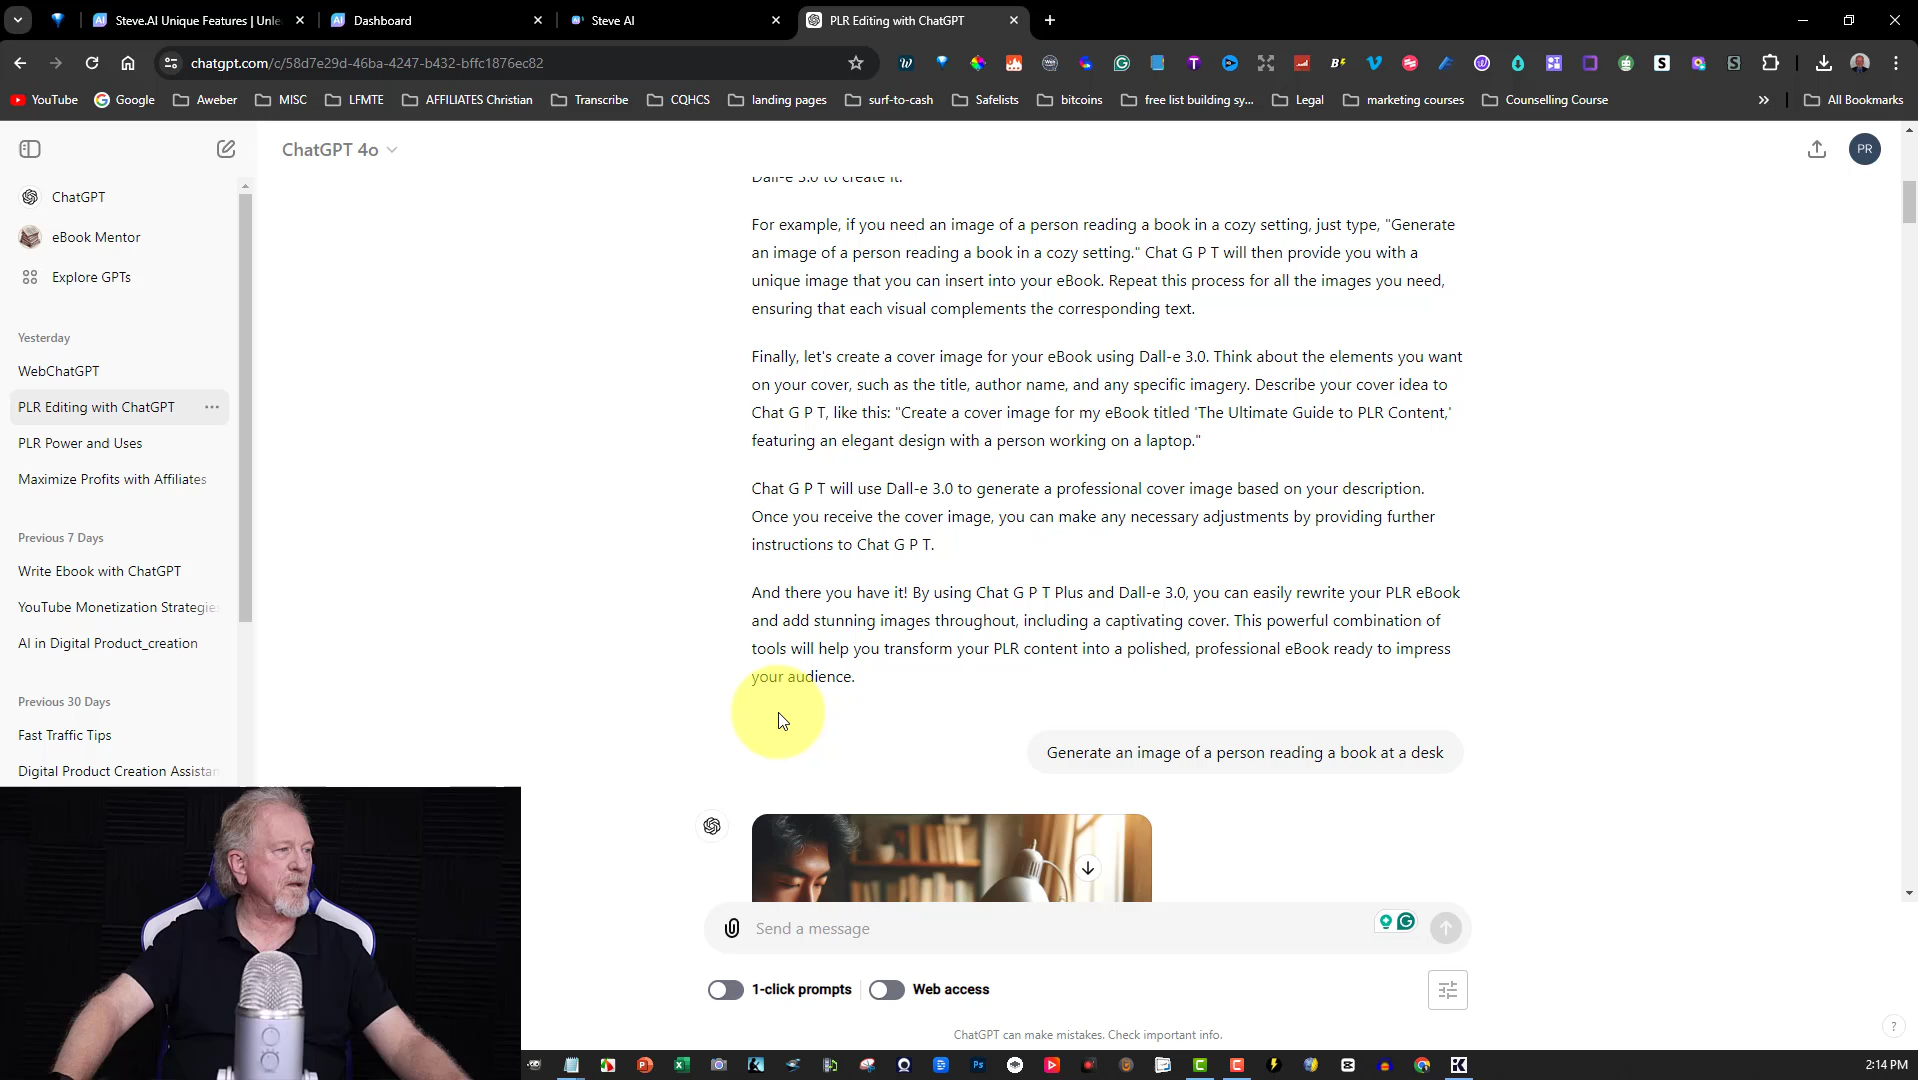 Steve.AI Unique Features | Unle
Dashboard
Steve AI
PLR Editing with ChatGPT
chatgpt.com/c/58d7e29d-46ba-4247-b432-bffc1876ec82
YouTube
Google
Aweber
MISC
LFMTE
AFFILIATES Christian
Transcribe
CQHCS
landing pages
surf-to-cash
Safelists
bitcoins
free list building sy...
Legal
marketing courses
Counselling Course
All Bookmarks
ChatGPT 4o
PR
ChatGPT
eBook Mentor
Explore GPTs
Yesterday
WebChatGPT
PLR Editing with ChatGPT
PLR Power and Uses
Maximize Profits with Affiliates
Previous 7 Days
Write Ebook with ChatGPT
YouTube Monetization Strategies
AI in Digital Product_creation
Previous 30 Days
Fast Traffic Tips
Digital Product Creation Assistan
Dall-e 3.0 to create it.
For example, if you need an image of a person reading a book in a cozy setting, just type, "Generate
an image of a person reading a book in a cozy setting." Chat G P T will then provide you with a
unique image that you can insert into your eBook. Repeat this process for all the images you need,
ensuring that each visual complements the corresponding text.
Finally, let's create a cover image for your eBook using Dall-e 3.0. Think about the elements you want
on your cover, such as the title, author name, and any specific imagery. Describe your cover idea to
Chat G P T, like this: "Create a cover image for my eBook titled 'The Ultimate Guide to PLR Content,'
featuring an elegant design with a person working on a laptop."
Chat G P T will use Dall-e 3.0 to generate a professional cover image based on your description.
Once you receive the cover image, you can make any necessary adjustments by providing further
instructions to Chat G P T.
And there you have it! By using Chat G P T Plus and Dall-e 3.0, you can easily rewrite your PLR eBook
and add stunning images throughout, including a captivating cover. This powerful combination of
tools will help you transform your PLR content into a polished, professional eBook ready to impress
your audience.
Generate an image of a person reading a book at a desk
Send a message
1-click prompts
Web access
ChatGPT can make mistakes. Check important info.
?
2:14 PM